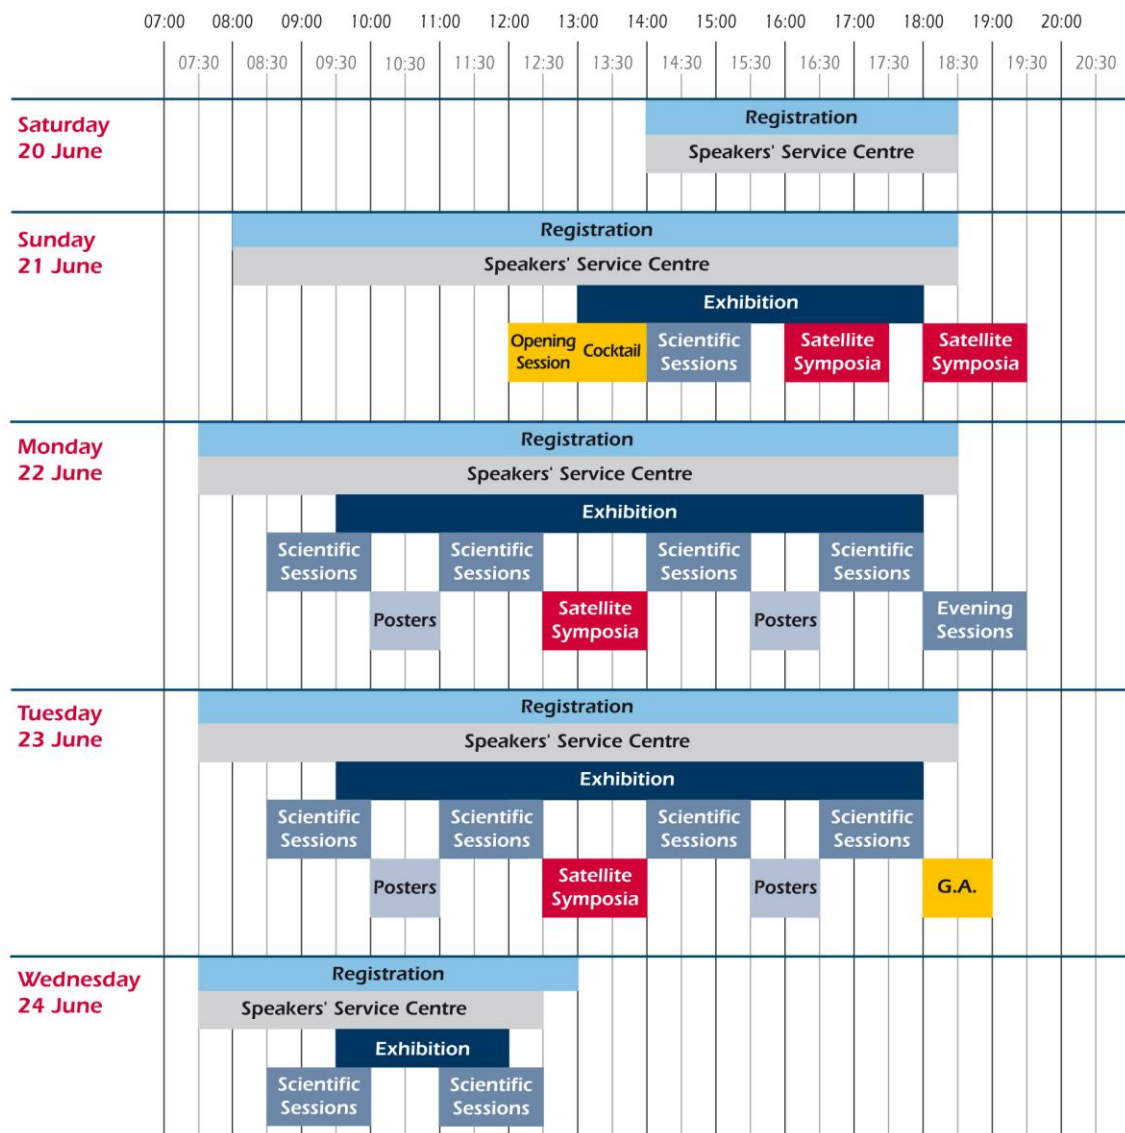 07:00 08:00 09:00 10:00 11:00 12:00 13:00 14:00 15:00 16:00 17:00 18:00 19:00 20:00
07:30 08:30 09:30 10:30 11:30 12:30 13:30 14:30 15:30 16:30 17:30 18:30 19:30 20:30
Saturday
20 June
Registration
Speakers' Service Centre
Sunday
21 June
Registration
Speakers' Service Centre
Exhibition
Opening
Session
Cocktail
Scientific
Sessions
Satellite
Symposia
Satellite
Symposia
Monday
22 June
Registration
Speakers' Service Centre
Exhibition
Scientific
Sessions
Scientific
Sessions
Scientific
Sessions
Scientific
Sessions
Posters
Satellite
Symposia
Posters
Evening
Sessions
Tuesday
23 June
Registration
Speakers' Service Centre
Exhibition
Scientific
Sessions
Scientific
Sessions
Scientific
Sessions
Scientific
Sessions
Posters
Satellite
Symposia
Posters
G.A.
Wednesday
24 June
Registration
Speakers' Service Centre
Exhibition
Scientific
Sessions
Scientific
Sessions